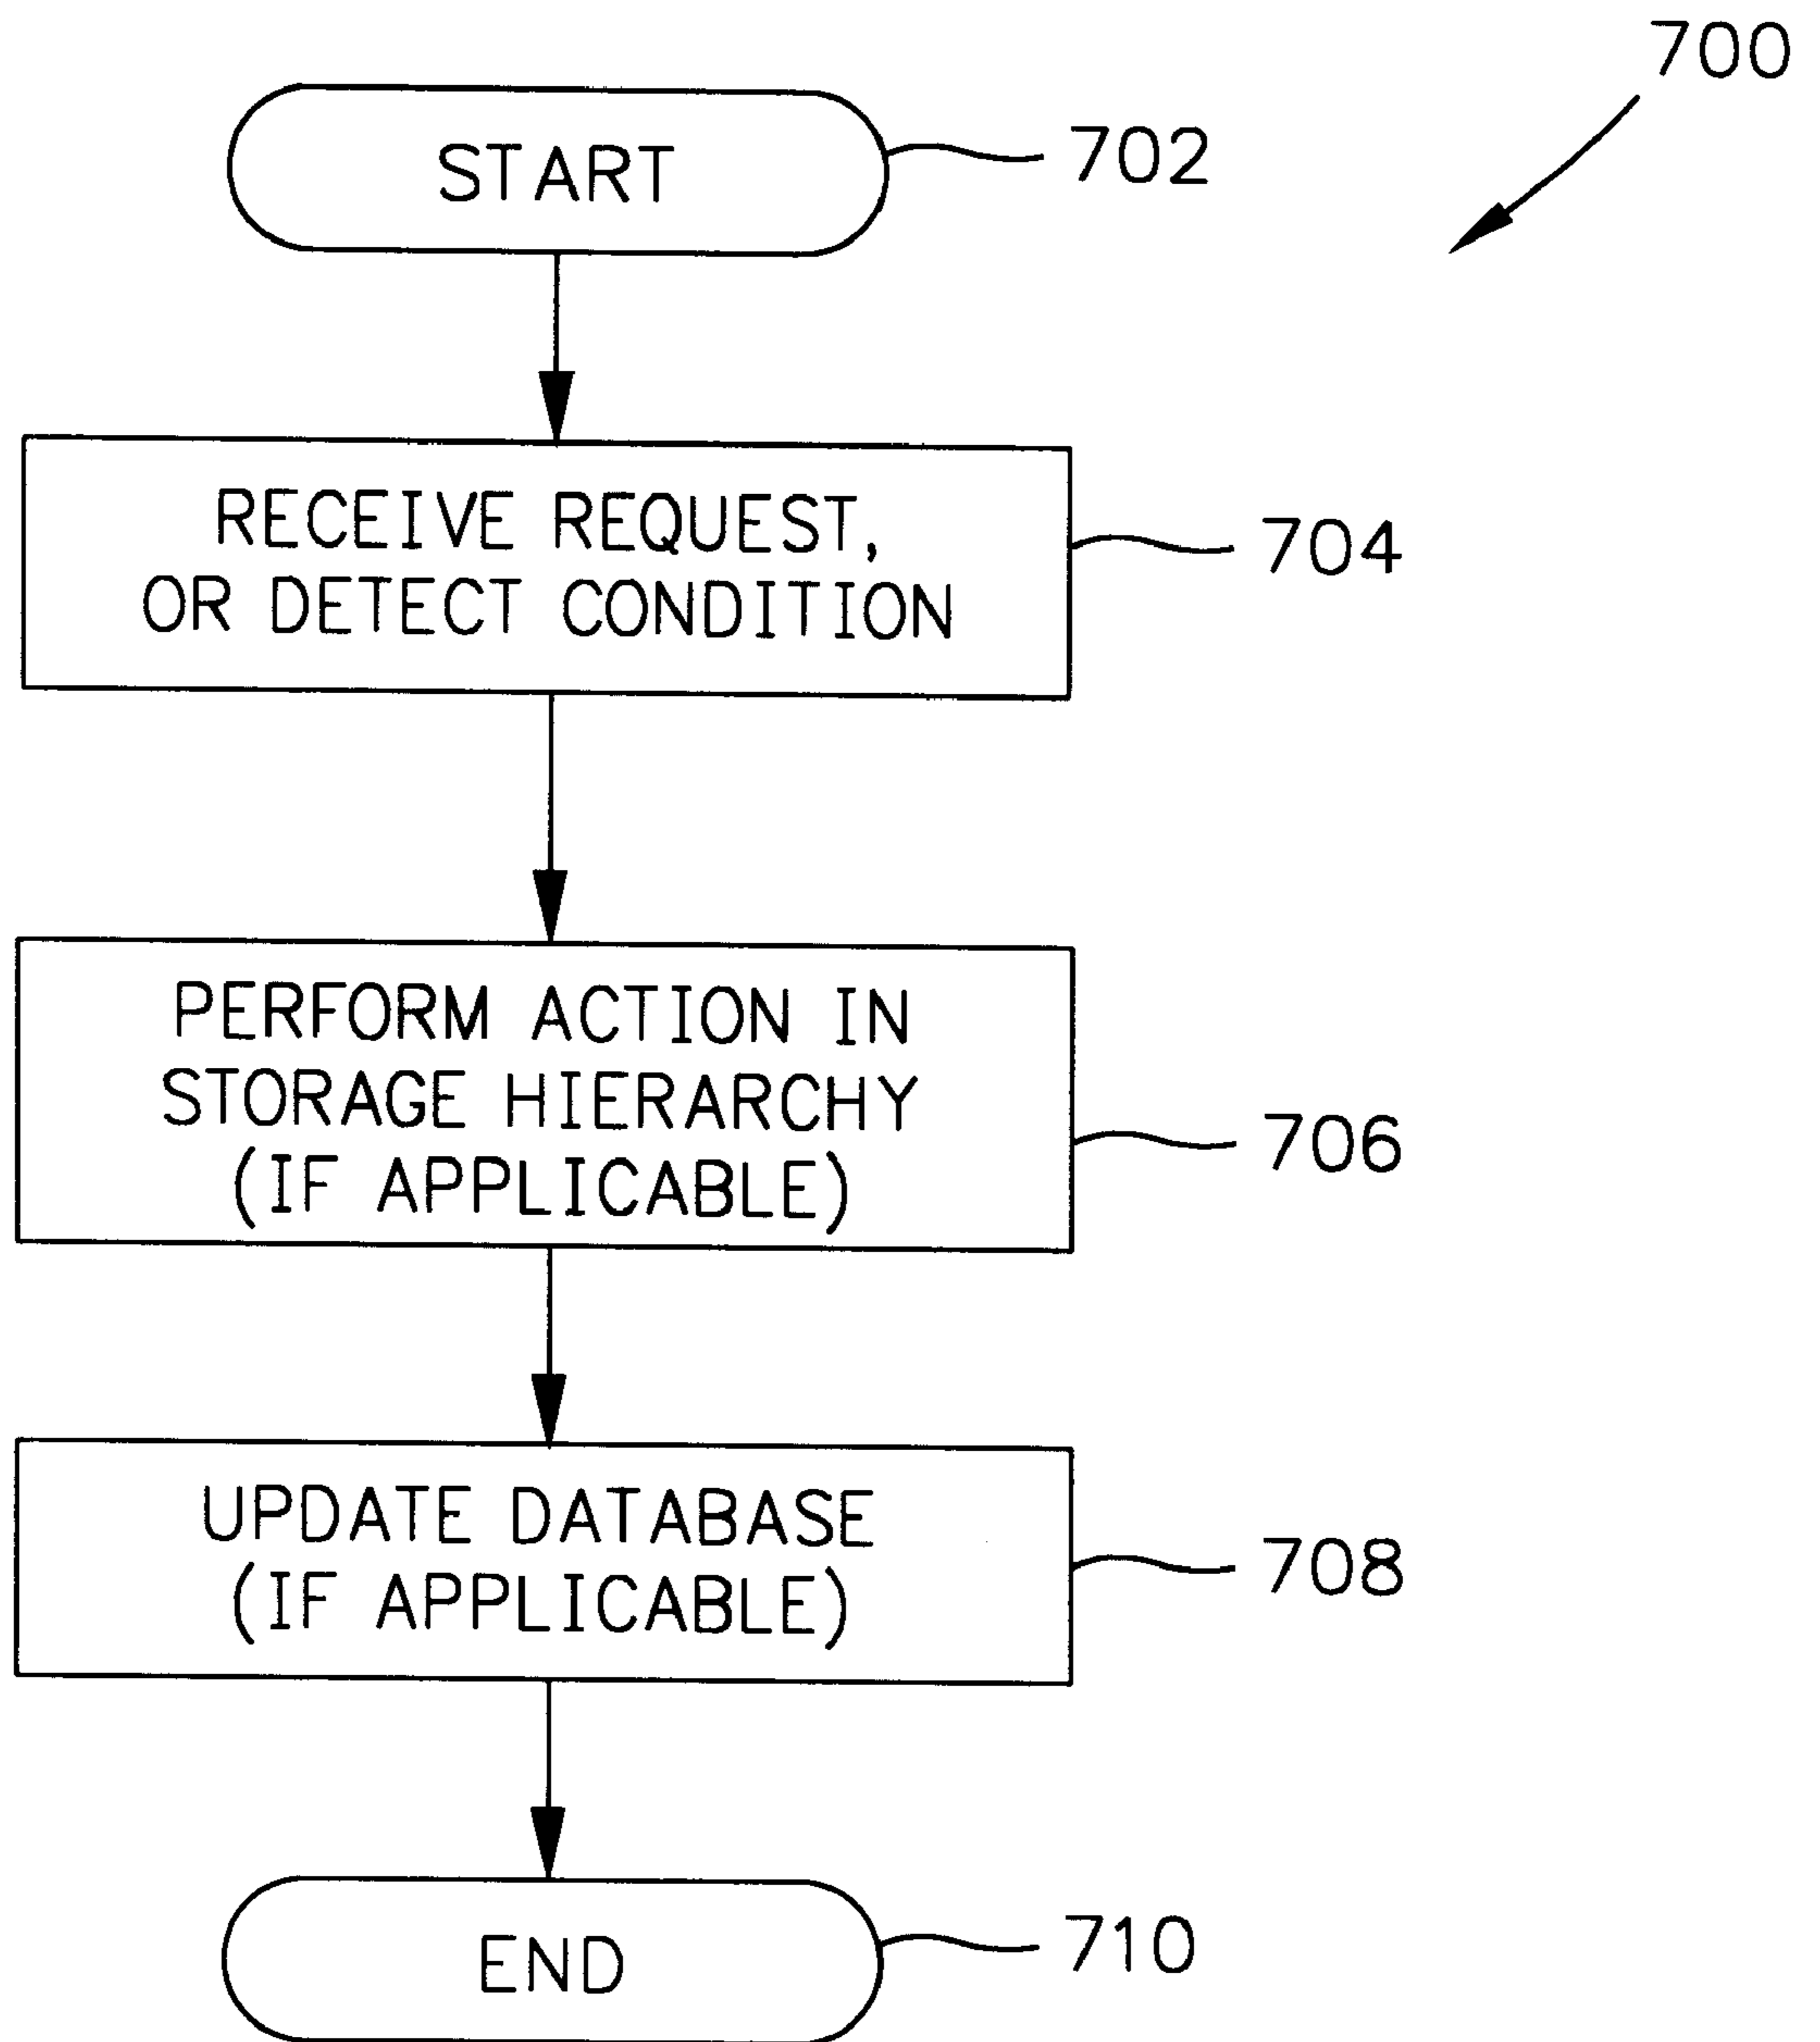 700
START
702
RECEIVE REQUEST,
OR DETECT CONDITION
704
PERFORM ACTION IN
STORAGE HIERARCHY
(IF APPLICABLE)
706
UPDATE DATABASE
(IF APPLICABLE)
708
END
710